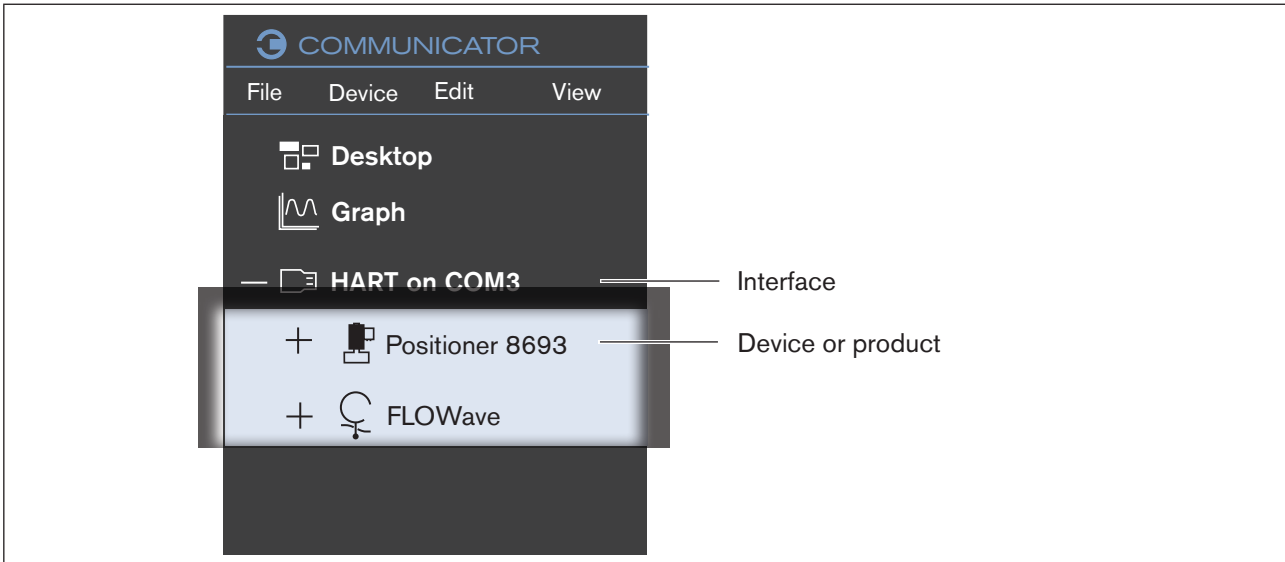 COMMUNICATOR
File Device Edit View
Desktop
Graph
HART on COM3
Interface
Positioner 8693
Device or product
FLOWave